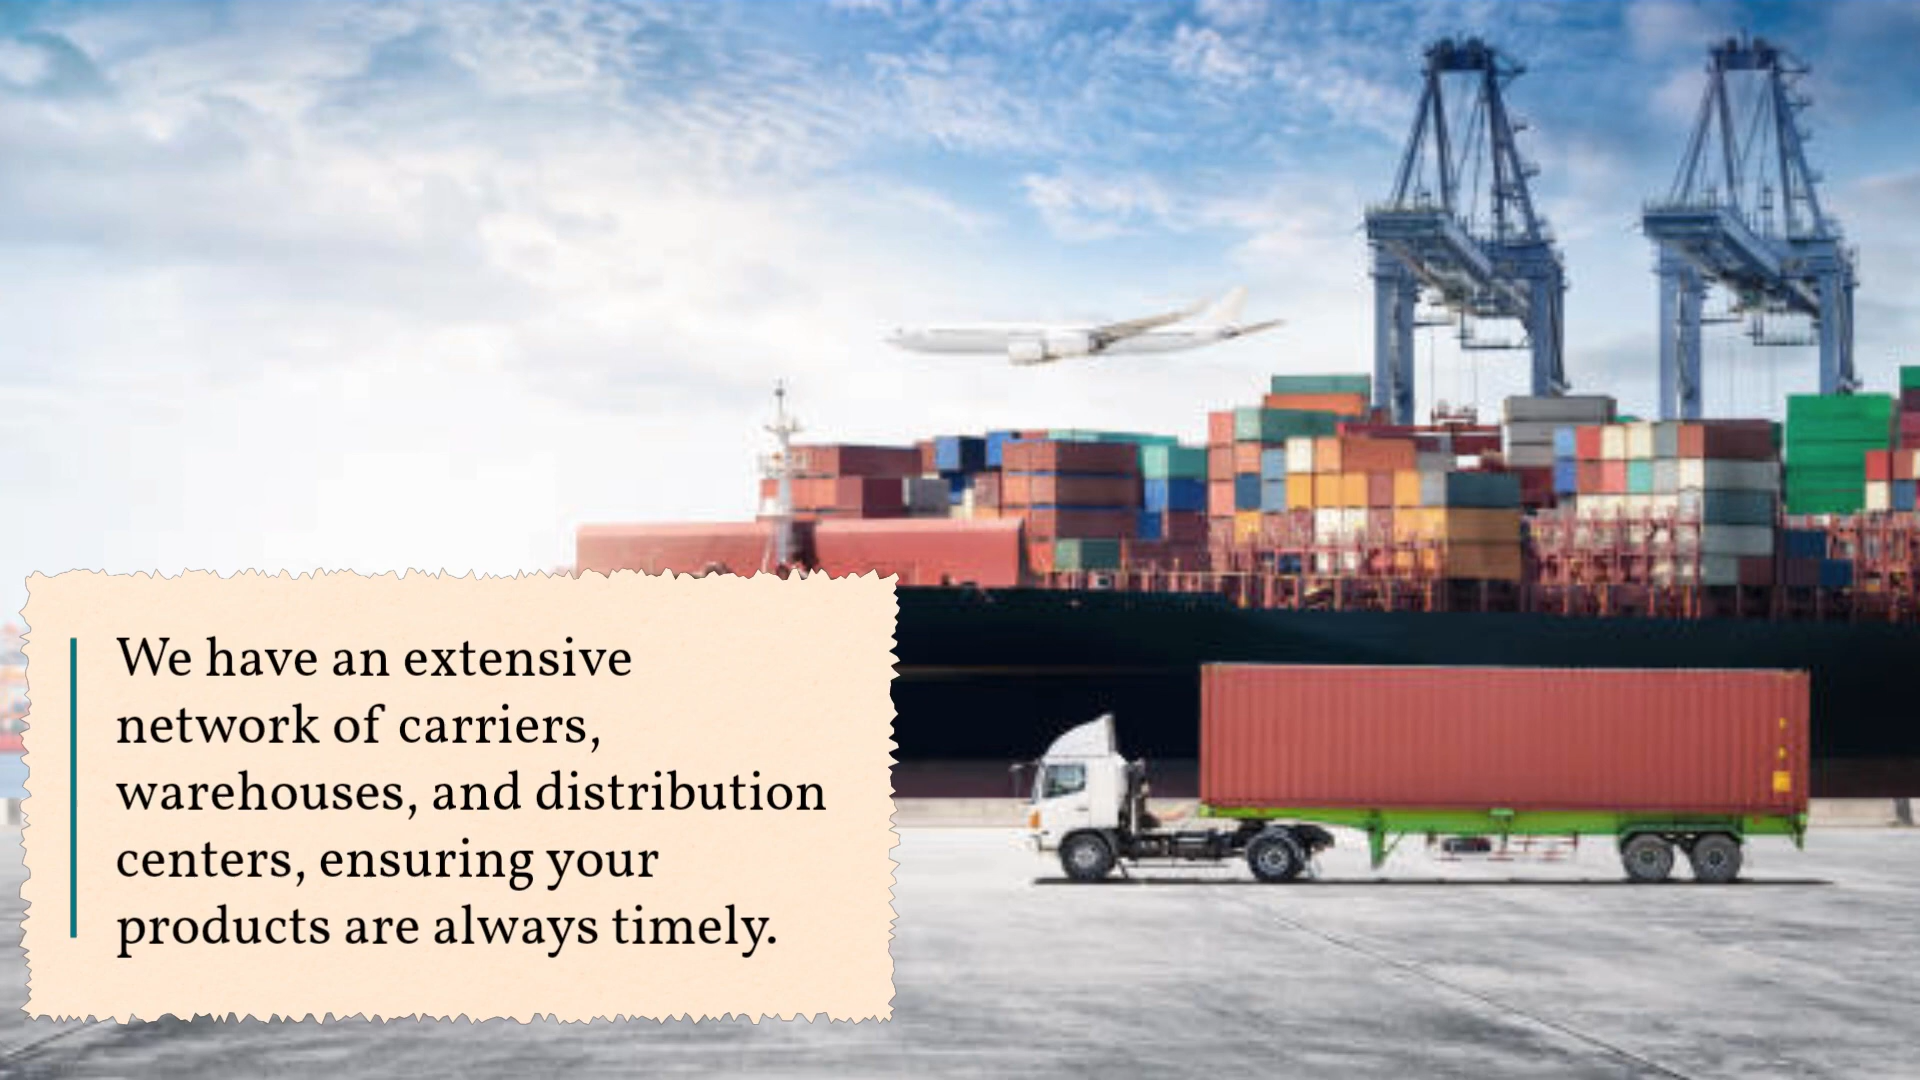 We have an extensive
network of carriers,
warehouses, and distribution
centers, ensuring your
products are always timely.